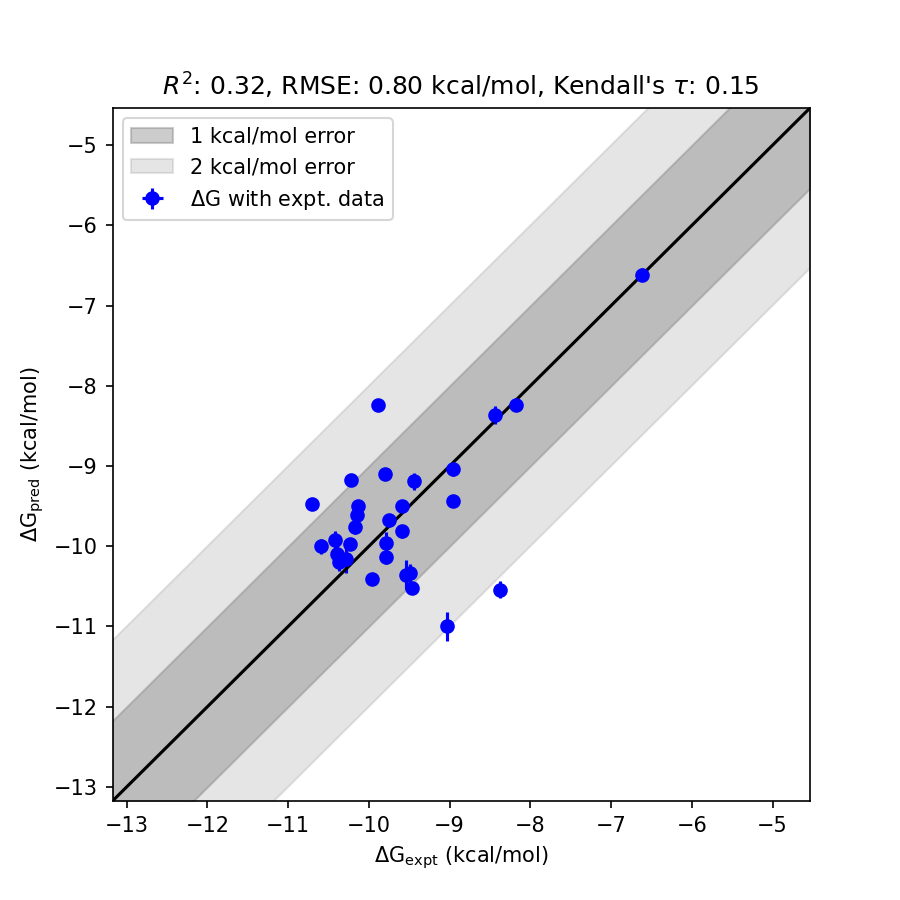 R²: 0.32, RMSE: 0.80 kcal/mol, Kendall's τ: 0.15
1 kcal/mol error
2 kcal/mol error
ΔG with expt. data
−5
−6
−7
−8
−9
−10
−11
−12
−13
ΔGpred (kcal/mol)
−13 −12 −11 −10 −9 −8 −7 −6 −5
ΔGexpt (kcal/mol)